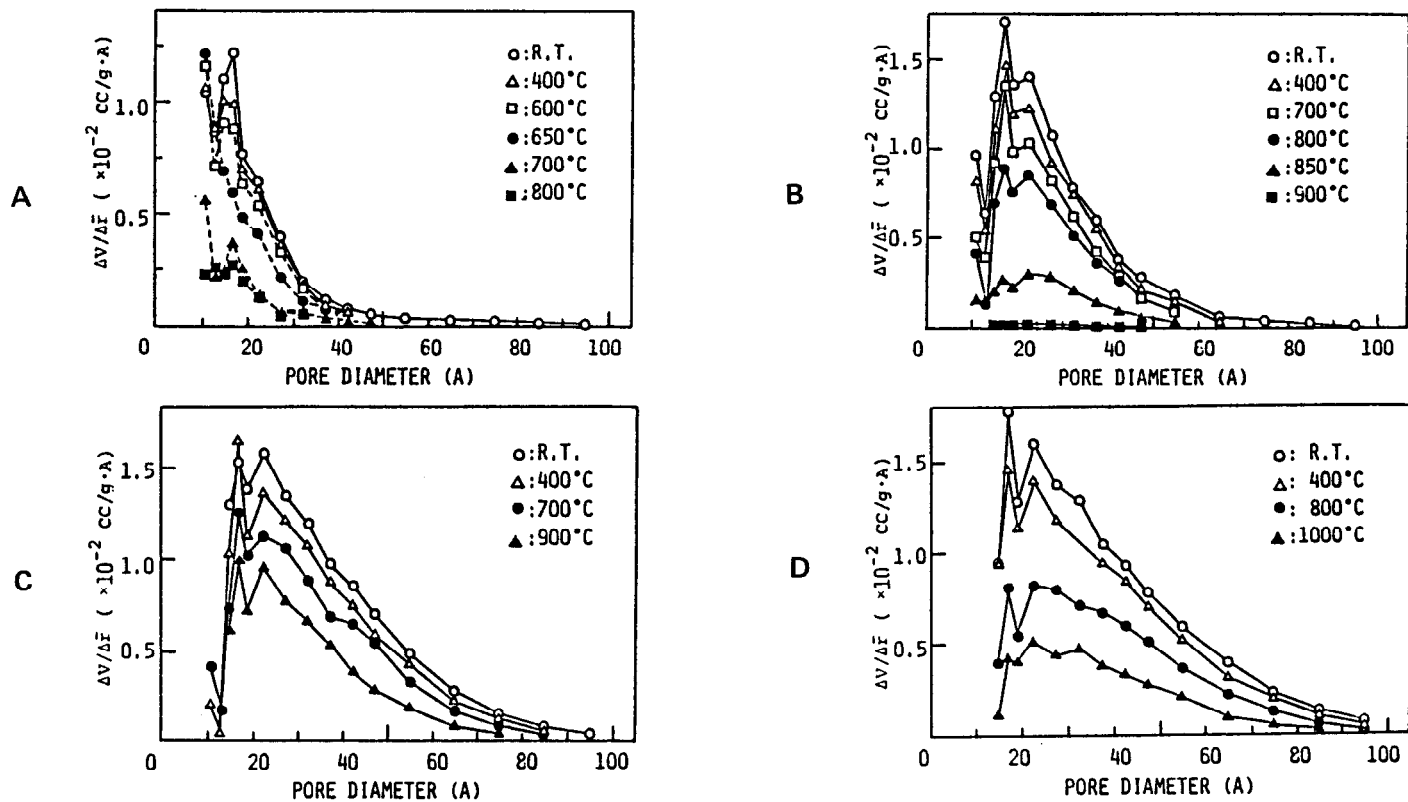 A
ΔV/Δr̄ ( ×10⁻² CC/g·A)
1.0
0.5
○:R.T.
△:400°C
□:600°C
●:650°C
▲:700°C
■:800°C
0 20 40 60 80 100
PORE DIAMETER (A)
B
ΔV/Δr̄ ( ×10⁻² CC/g·A)
1.5
1.0
0.5
○:R.T.
△:400°C
□:700°C
●:800°C
▲:850°C
■:900°C
0 20 40 60 80 100
PORE DIAMETER (A)
C
ΔV/Δr̄ ( ×10⁻² CC/g·A)
1.5
1.0
0.5
○:R.T.
△:400°C
●:700°C
▲:900°C
0 20 40 60 80 100
PORE DIAMETER (A)
D
ΔV/Δr̄ ( ×10⁻² CC/g·A)
1.5
1.0
0.5
○: R.T.
△: 400°C
●: 800°C
▲:1000°C
0 20 40 60 80 100
PORE DIAMETER (A)